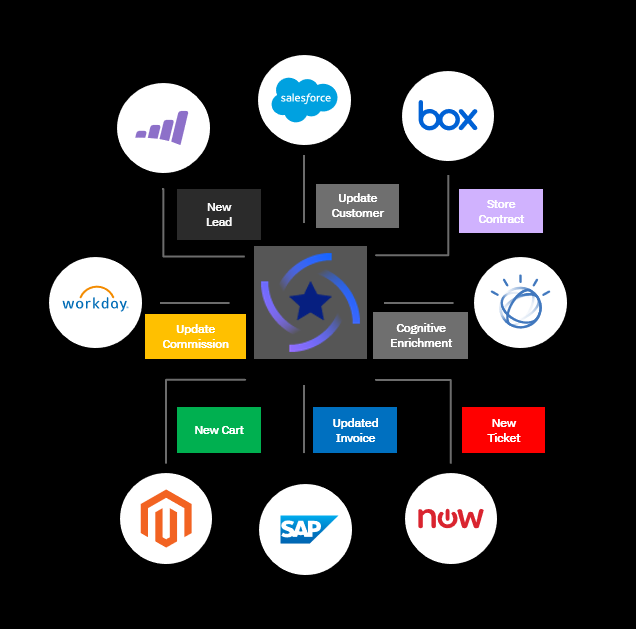 salesforce
box
New
Lead
Update
Customer
Store
Contract
workday.
Update
Commission
Cognitive
Enrichment
New Cart
Updated
Invoice
New
Ticket
SAP
now